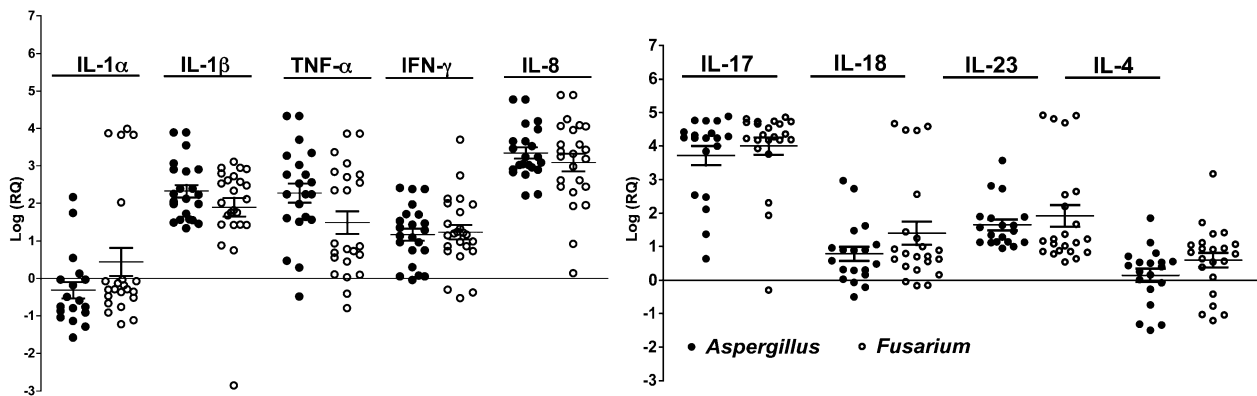 7
6
5
4
3
2
1
0
-1
-2
-3
Log (RQ)
IL-1α
IL-1β
TNF-α
IFN-γ
IL-8
7
6
5
4
3
2
1
0
-1
-2
-3
Log (RQ)
IL-17
IL-18
IL-23
IL-4
Aspergillus
Fusarium